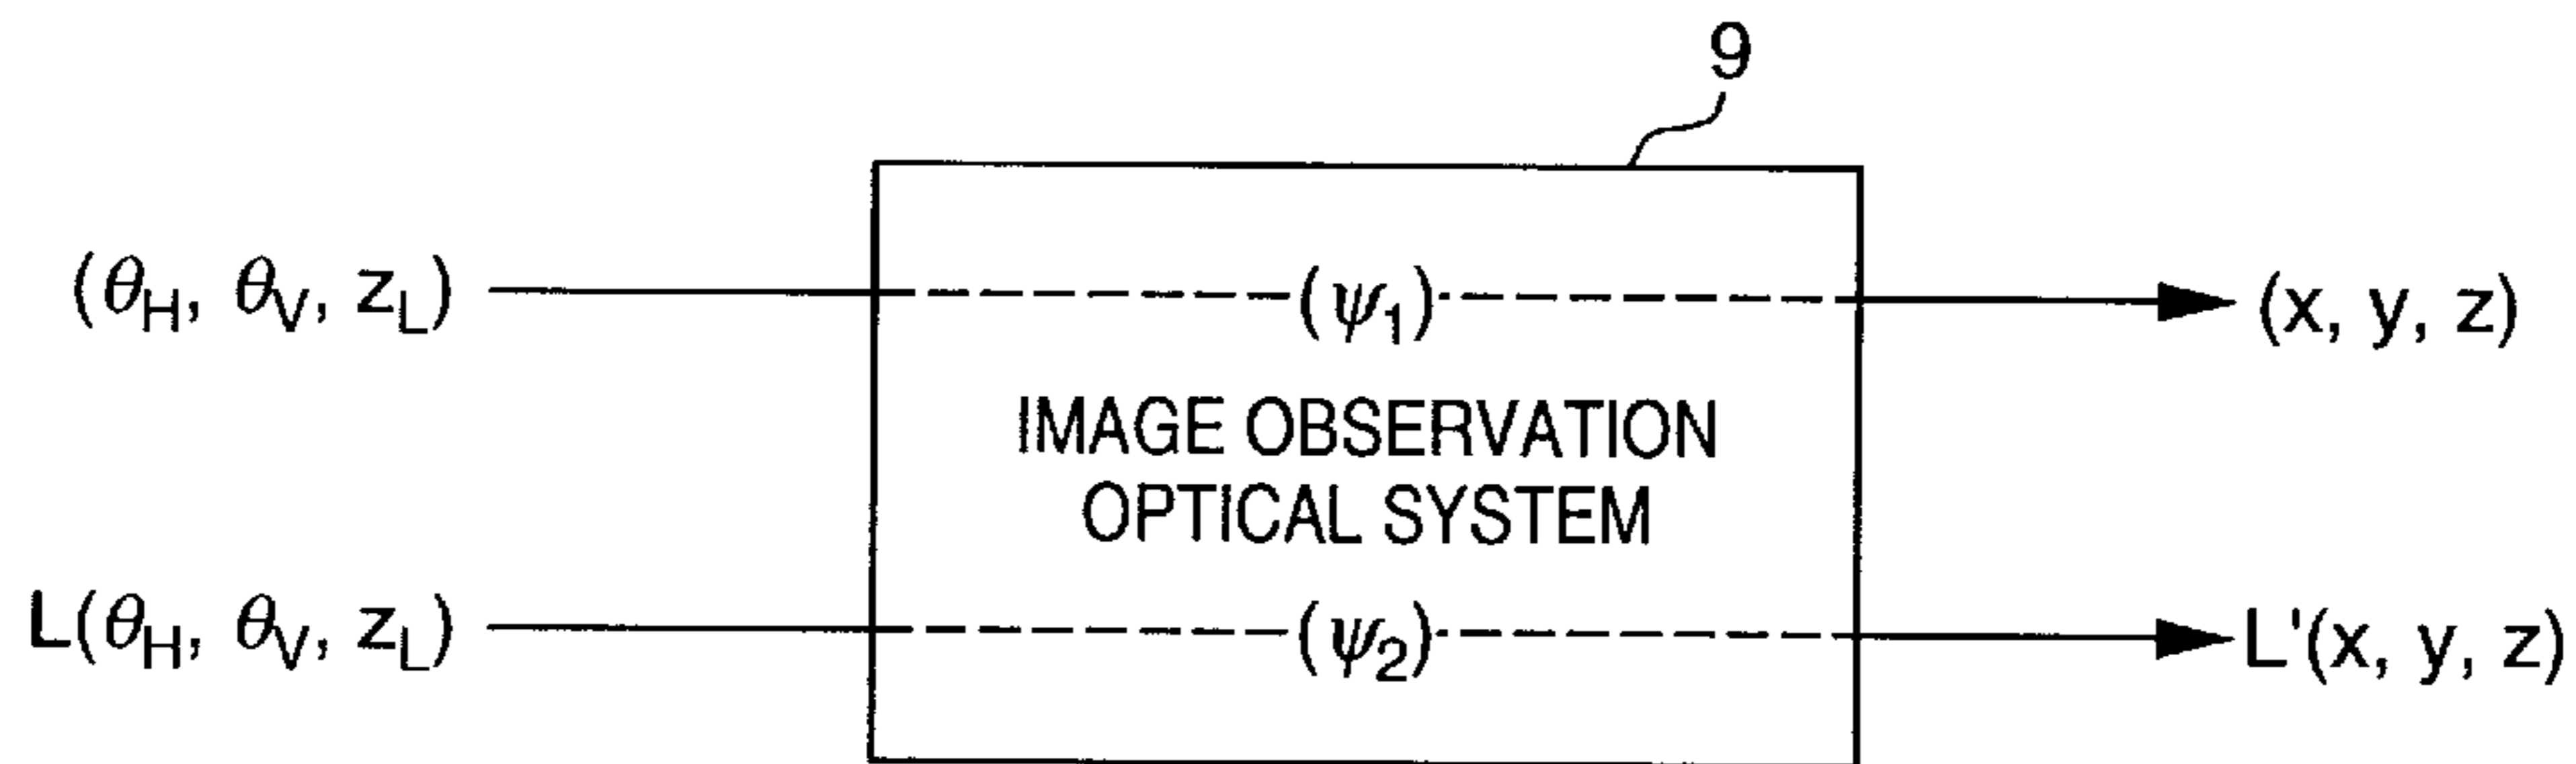 9
(θH, θV, zL) (ψ1) (x, y, z)
IMAGE OBSERVATION
OPTICAL SYSTEM
L(θH, θV, zL) (ψ2) L'(x, y, z)